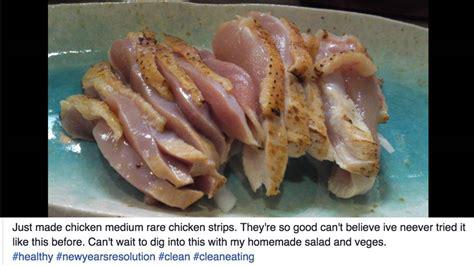 Just made chicken medium rare chicken strips. They're so good can't believe ive neever tried it
like this before. Can't wait to dig into this with my homemade salad and veges.
#healthy #newyearsresolution #clean #cleaneating